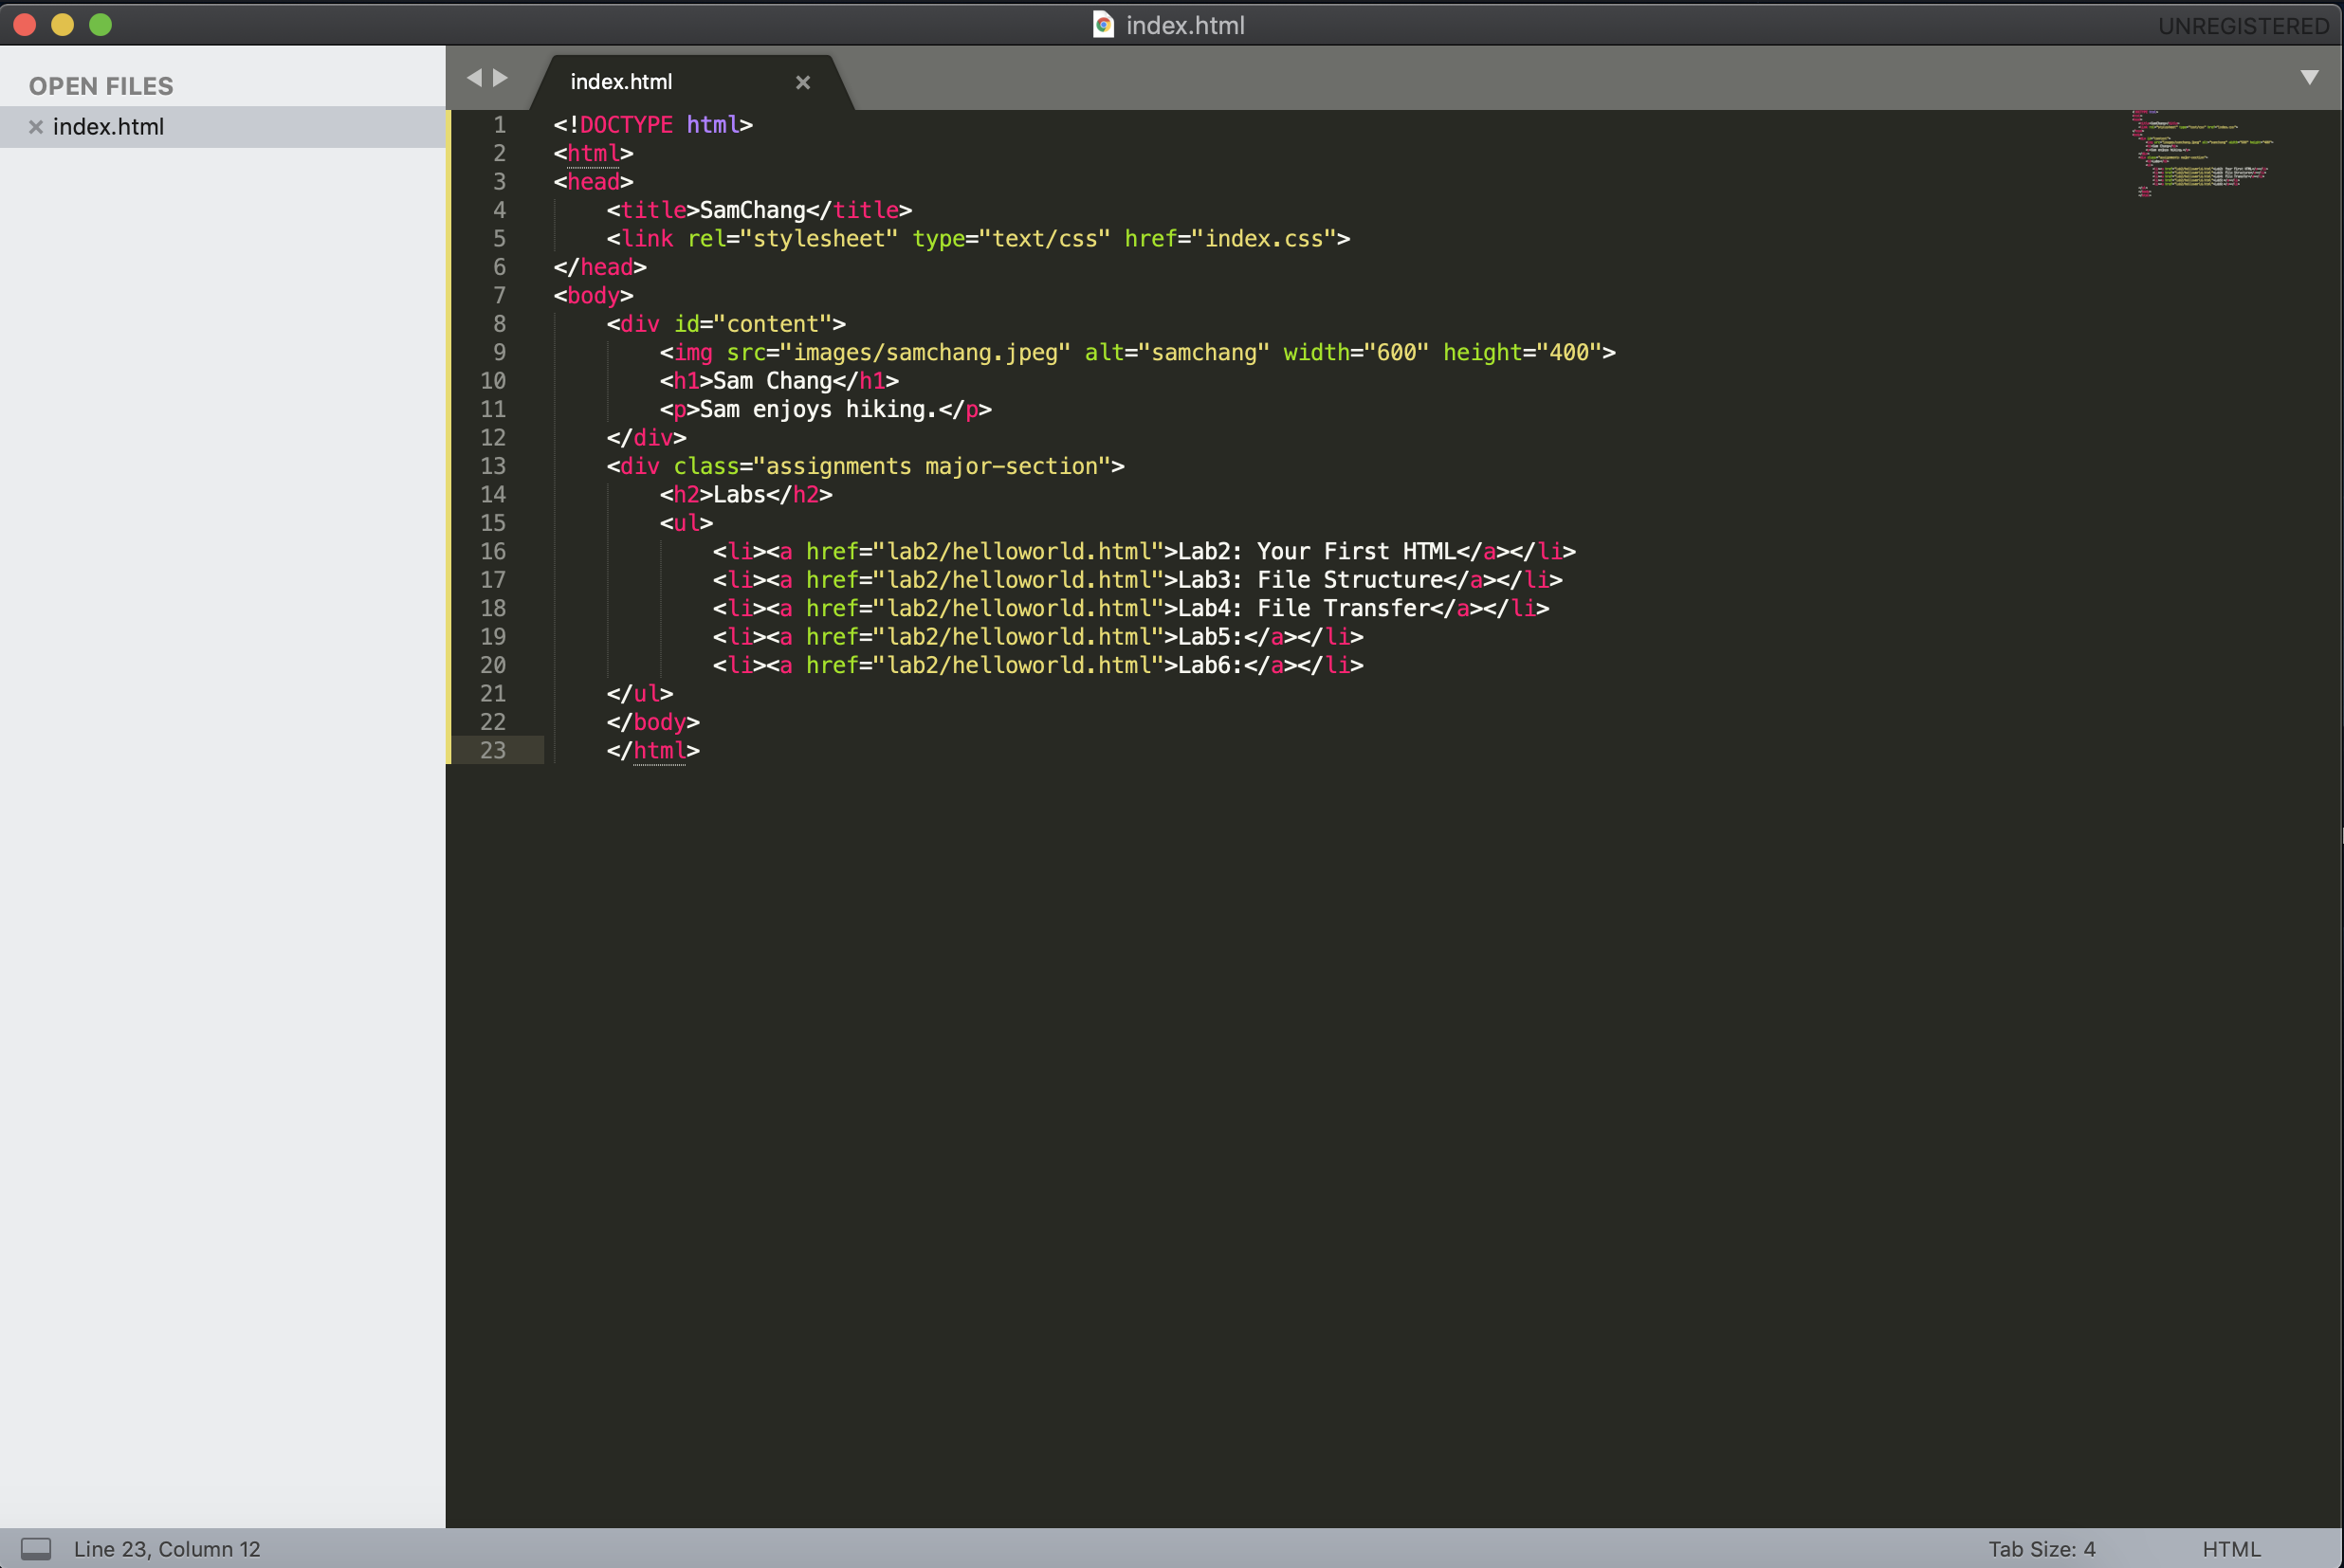 index.html
UNREGISTERED
OPEN FILES
index.html
index.html
1 <!DOCTYPE html>
2 <html>
3 <head>
4     <title>SamChang</title>
5     <link rel="stylesheet" type="text/css" href="index.css">
6 </head>
7 <body>
8     <div id="content">
9         <img src="images/samchang.jpeg" alt="samchang" width="600" height="400">
10         <h1>Sam Chang</h1>
11         <p>Sam enjoys hiking.</p>
12     </div>
13     <div class="assignments major-section">
14         <h2>Labs</h2>
15         <ul>
16             <li><a href="lab2/helloworld.html">Lab2: Your First HTML</a></li>
17             <li><a href="lab2/helloworld.html">Lab3: File Structure</a></li>
18             <li><a href="lab2/helloworld.html">Lab4: File Transfer</a></li>
19             <li><a href="lab2/helloworld.html">Lab5:</a></li>
20             <li><a href="lab2/helloworld.html">Lab6:</a></li>
21     </ul>
22     </body>
23     </html>
Line 23, Column 12
Tab Size: 4
HTML